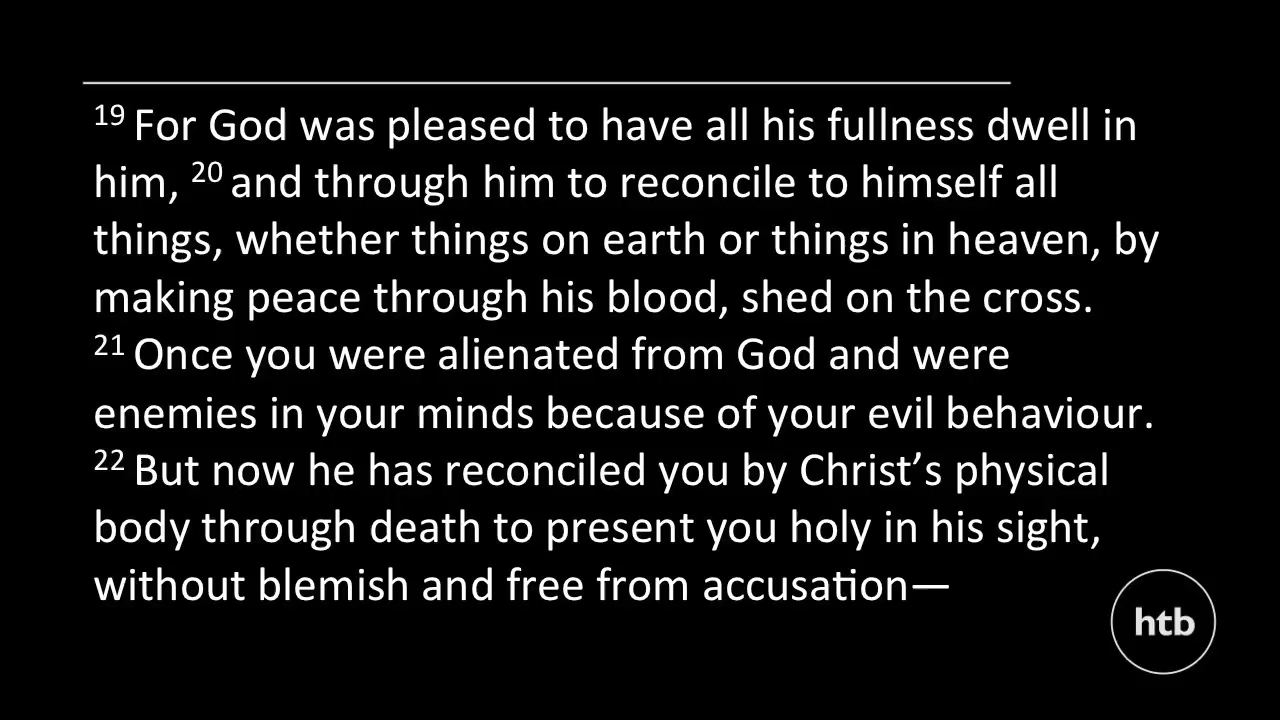 19 For God was pleased to have all his fullness dwell in
him, 20 and through him to reconcile to himself all
things, whether things on earth or things in heaven, by
making peace through his blood, shed on the cross.
21 Once you were alienated from God and were
enemies in your minds because of your evil behaviour.
22 But now he has reconciled you by Christ’s physical
body through death to present you holy in his sight,
without blemish and free from accusation—
htb